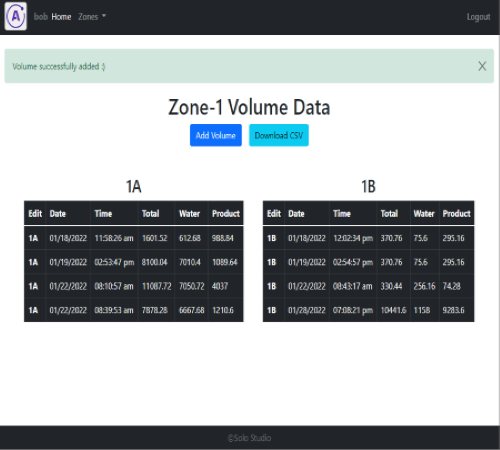 A bob Home Zones Logout
Volume successfully added :) X
Zone-1 Volume Data
Add Volume Download CSV
1A
Edit Date Time Total Water Product
1A 01/18/2022 11:58:26 am 1601.52 612.68 988.84
1A 01/19/2022 02:53:47 pm 8100.04 7010.4 1089.64
1A 01/22/2022 08:10:57 am 11087.72 7050.72 4037
1A 01/22/2022 08:39:53 am 7878.28 6667.68 1210.6
1B
Edit Date Time Total Water Product
1B 01/18/2022 12:02:34 pm 370.76 75.6 295.16
1B 01/19/2022 02:54:57 pm 370.76 75.6 295.16
1B 01/22/2022 08:43:17 am 330.44 256.16 74.28
1B 01/28/2022 07:08:21 pm 10441.6 1158 9283.6
©Solo Studio